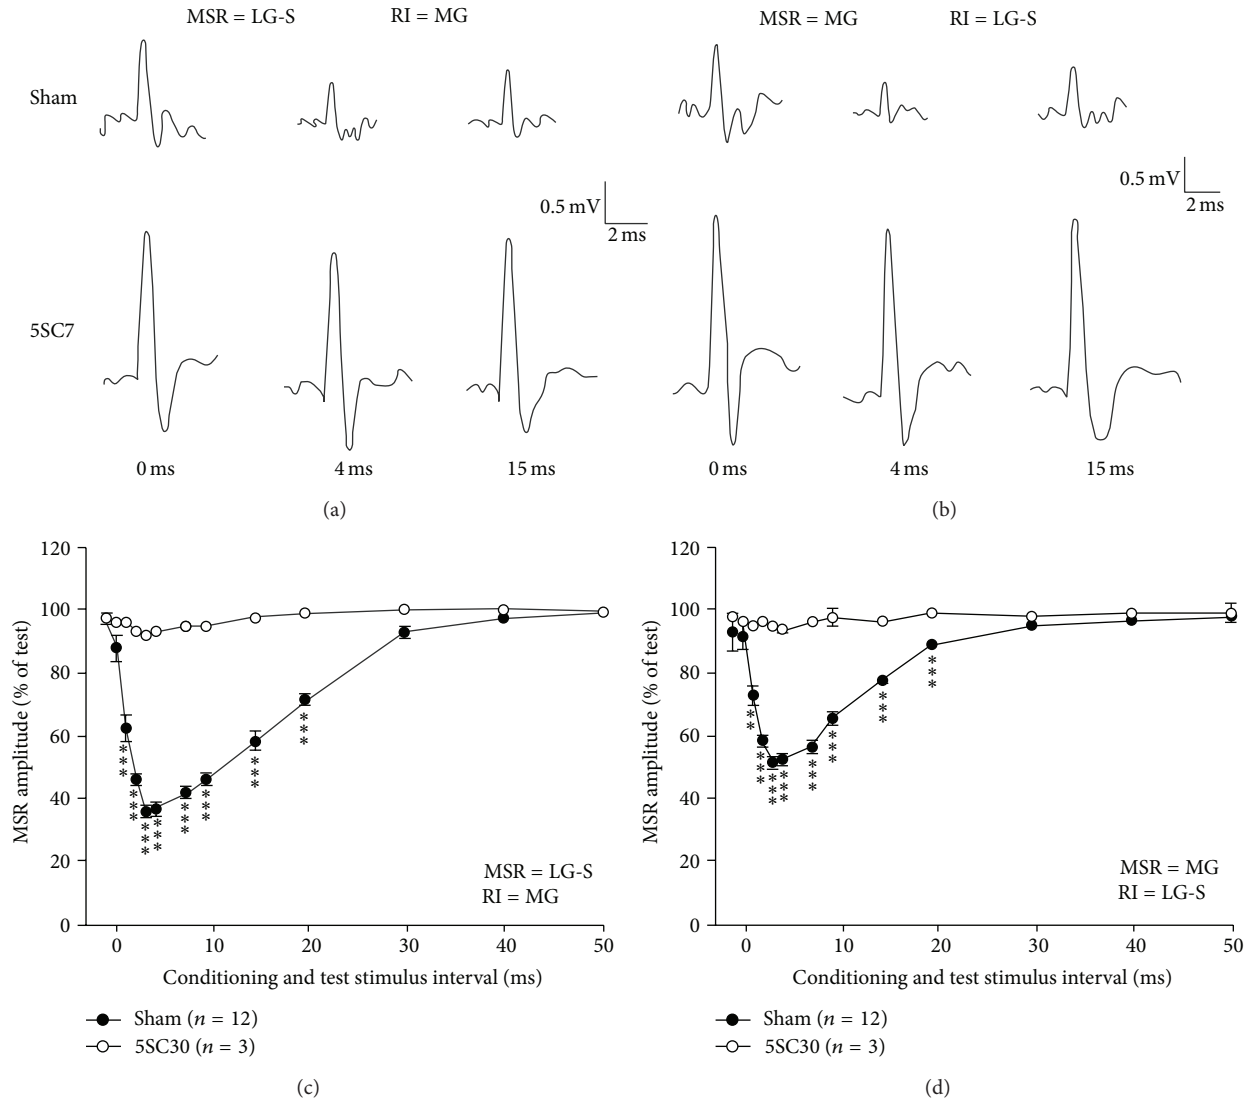 MSR = LG-S RI = MG
Sham
0.5 mV
2 ms
5SC7
0 ms 4 ms 15 ms
(a)
MSR = MG RI = LG-S
0.5 mV
2 ms
0 ms 4 ms 15 ms
(b)
120
100
80
60
40
20
0
MSR amplitude (% of test)
***
***
***
***
***
***
***
***
***
MSR = LG-S
RI = MG
0 10 20 30 40 50
Conditioning and test stimulus interval (ms)
Sham (n = 12)
5SC30 (n = 3)
(c)
120
100
80
60
40
20
0
MSR amplitude (% of test)
**
***
***
***
***
***
***
***
MSR = MG
RI = LG-S
0 10 20 30 40 50
Conditioning and test stimulus interval (ms)
Sham (n = 12)
5SC30 (n = 3)
(d)